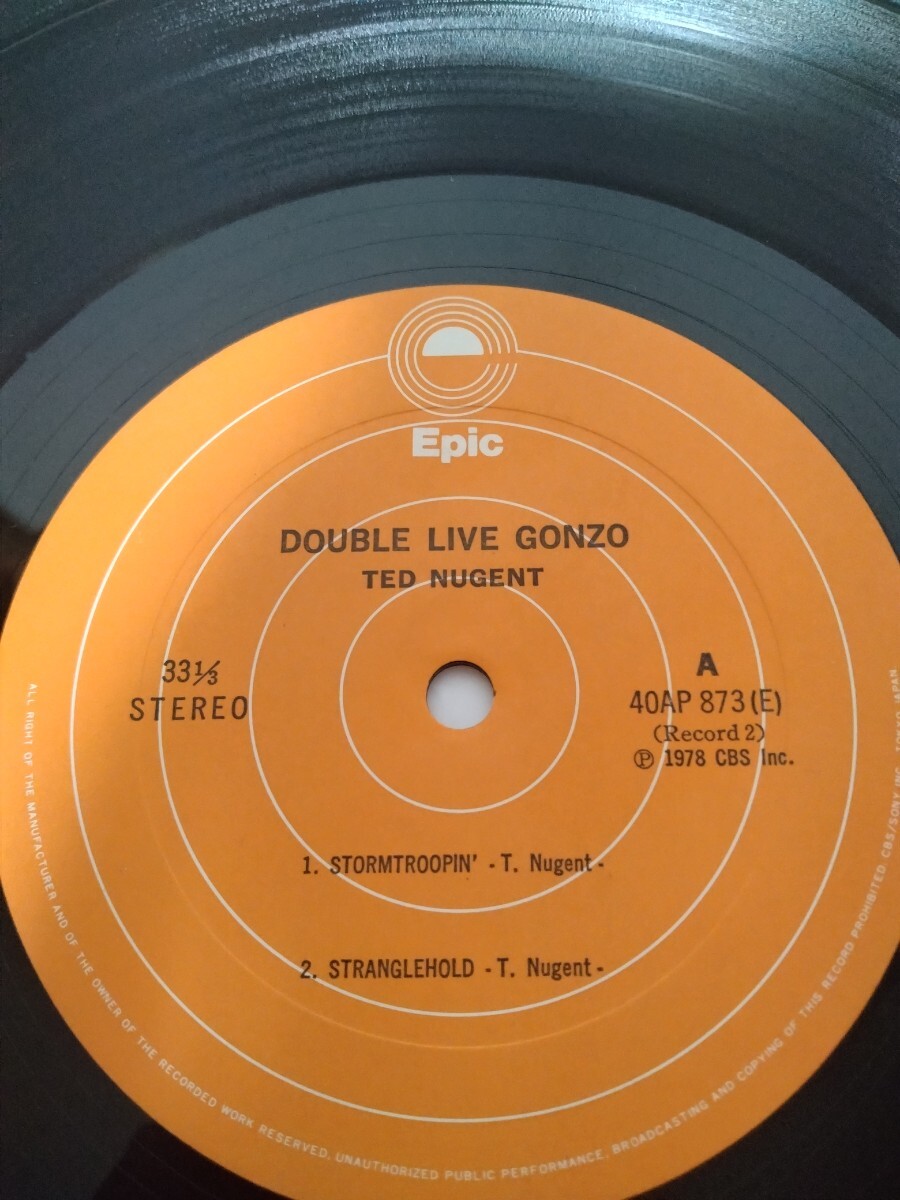 Epic
DOUBLE LIVE GONZO
TED NUGENT
33⅓
STEREO
A
40AP 873(E)
(Record 2)
Ⓟ 1978 CBS Inc.
1. STORMTROOPIN' - T. Nugent -
2. STRANGLEHOLD - T. Nugent -
ALL RIGHT OF THE MANUFACTURER AND OF THE OWNER OF THE RECORDED WORK RESERVED, UNAUTHORIZED PUBLIC PERFORMANCE, BROADCASTING AND COPYING OF THIS RECORD PROHIBITED. CBS/SONY INC. TOKYO JAPAN